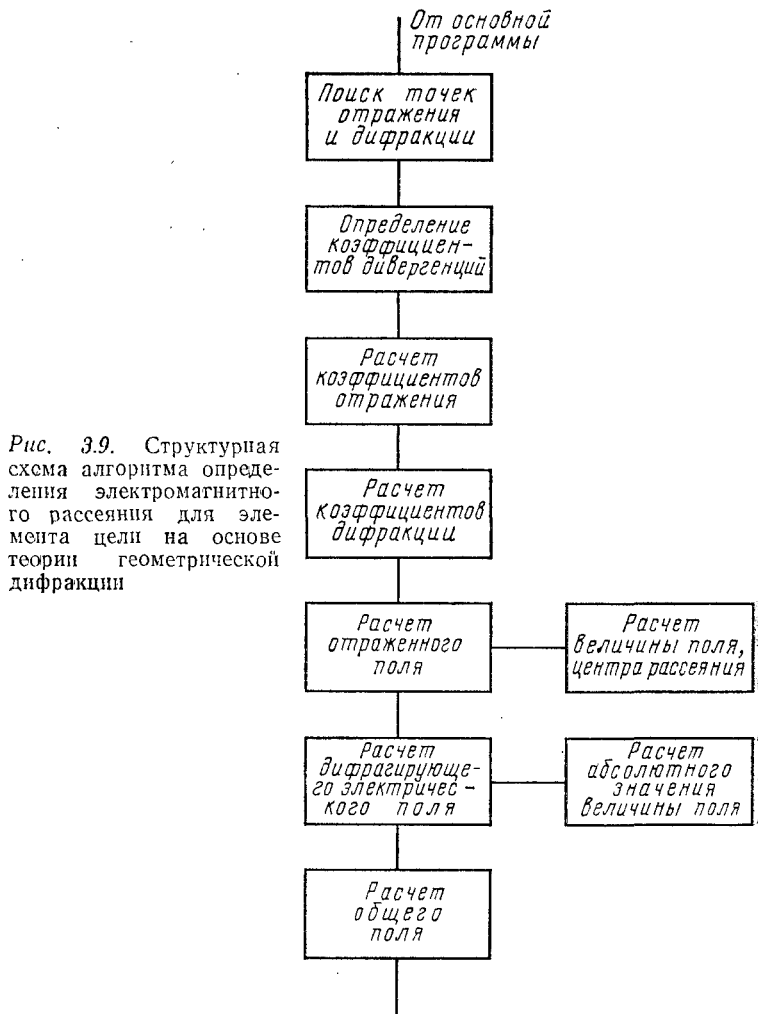 От основной
программы
Поиск точек
отражения
и дифракции
Определение
коэффициен-
тов дивергенций
Расчет
коэффициентов
отражения
Рис. 3.9. Структурная
схема алгоритма опреде-
ления электромагнитно-
го рассеяния для эле-
мента цели на основе
теории геометрической
дифракции
Расчет
коэффициентов
дифракции
Расчет
отраженного
поля
Расчет
величины поля,
центра рассеяния
Расчет
дифрагирующе-
го электричес-
кого поля
Расчет
абсолютного
значения
величины поля
Расчет
общего
поля